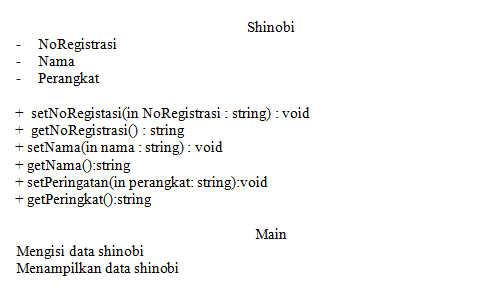 Shinobi
- NoRegistrasi
- Nama
- Perangkat
+ setNoRegistasi(in NoRegistrasi : string) : void
+ getNoRegistrasi() : string
+ setNama(in nama : string) : void
+ getNama():string
+ setPeringatan(in perangkat: string):void
+ getPeringkat():string
Main
Mengisi data shinobi
Menampilkan data shinobi